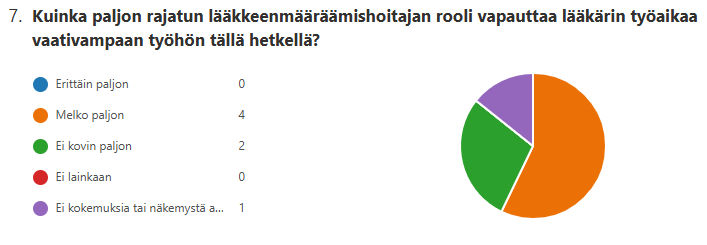 7. Kuinka paljon rajatun lääkkeenmääräämishoitajan rooli vapauttaa lääkärin työaikaa
vaativampaan työhön tällä hetkellä?
Erittäin paljon 0
Melko paljon 4
Ei kovin paljon 2
Ei lainkaan 0
Ei kokemuksia tai näkemystä a... 1